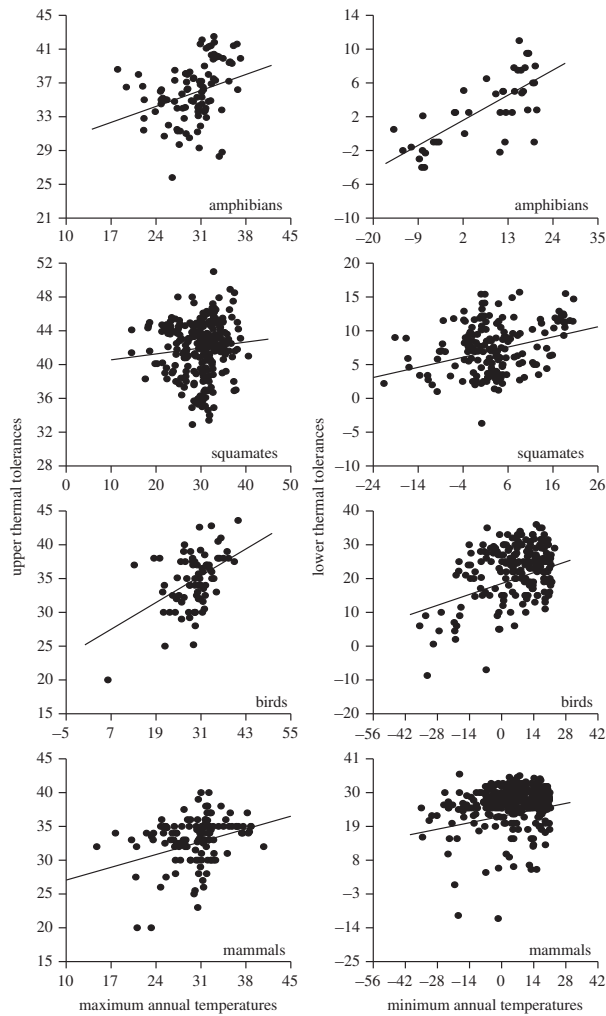 45
41
37
33
29
25
21
amphibians
10 17 24 31 38 45
14
10
6
2
−2
−6
−10
amphibians
−20 −9 2 13 24 35
upper thermal tolerances
52
48
44
40
36
32
28
squamates
0 10 20 30 40 50
lower thermal tolerances
20
15
10
5
0
−5
−10
squamates
−24 −14 −4 6 16 26
45
40
35
30
25
20
15
birds
−5 7 19 31 43 55
40
30
20
10
0
−10
−20
birds
−56 −42 −28 −14 0 14 28 42
45
40
35
30
25
20
15
mammals
10 17 24 31 38 45
maximum annual temperatures
41
30
19
8
−3
−14
−25
mammals
−56 −42 −28 −14 0 14 28 42
minimum annual temperatures